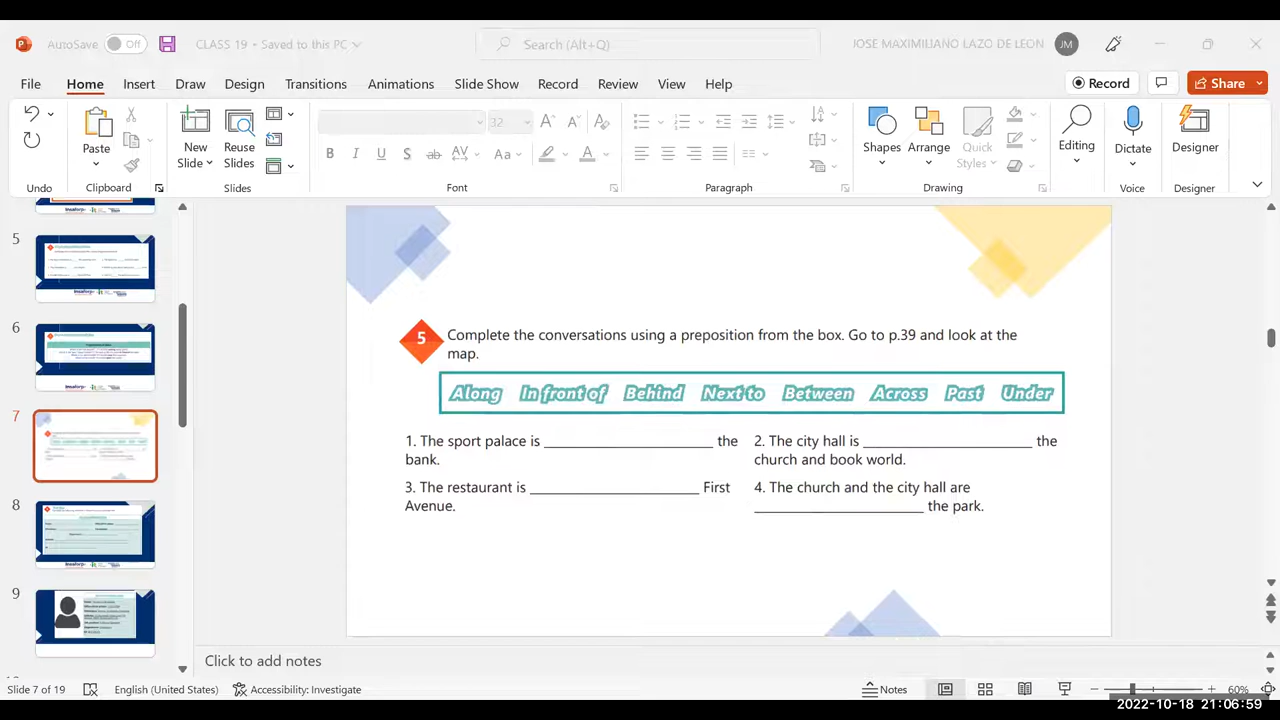 AutoSave Off CLASS 19 • Saved to this PC Search (Alt+Q) JOSE MAXIMILIANO LAZO DE LEON JM
File Home Insert Draw Design Transitions Animations Slide Show Record Review View Help Record Share
New Slide Reuse Slides Paste Shapes Arrange Quick Styles Editing Dictate Designer
B I U S ab AV Aa A
Undo Clipboard Slides Font Paragraph Drawing Voice Designer
5
6
7
8
9
5 Complete the conversations using a preposition from the box. Go to p.39 and look at the
map.
Along In front of Behind Next to Between Across Past Under
1. The sport palace is ______________________ the
bank.
2. The city hall is ______________________ the
church and book world.
3. The restaurant is ______________________ First
Avenue.
4. The church and the city hall are
______________________ the park.
Click to add notes
Slide 7 of 19 English (United States) Accessibility: Investigate Notes 60%
2022-10-18 21:06:59